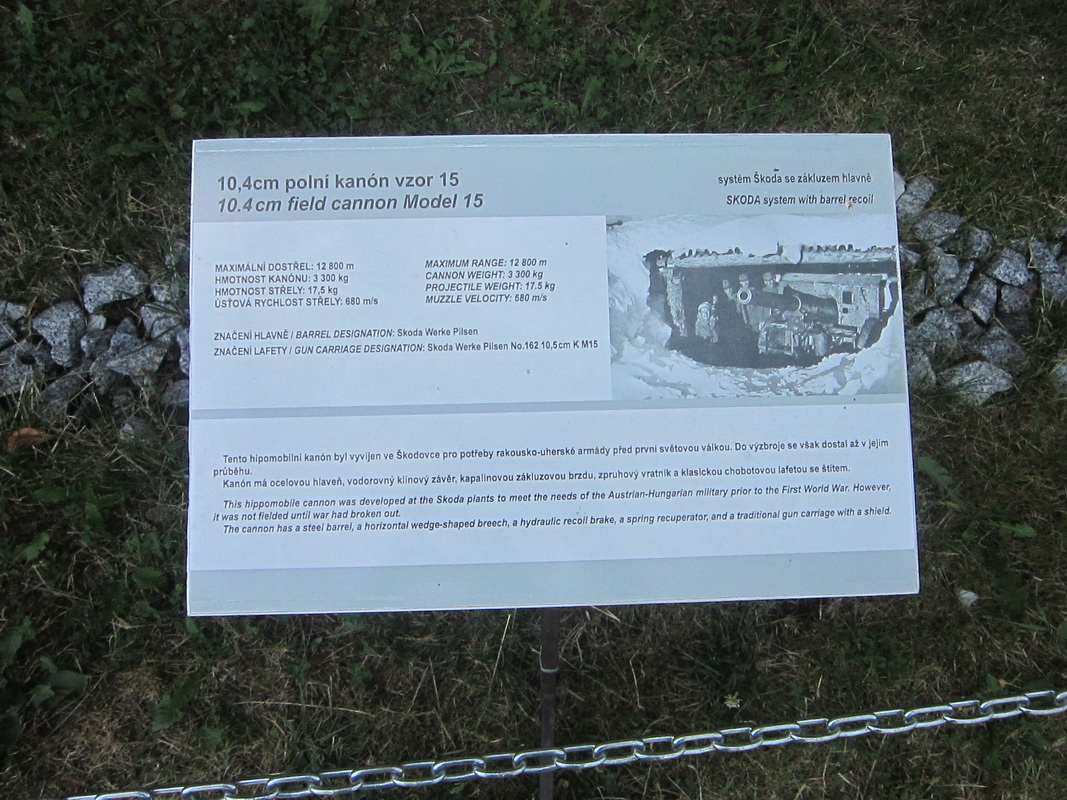 10,4cm polní kanón vzor 15
10.4cm field cannon Model 15
systém Škoda se zákluzem hlavně
SKODA system with barrel recoil
MAXIMÁLNÍ DOSTŘEL: 12 800 m
HMOTNOST KANÓNU: 3 300 kg
HMOTNOST STŘELY: 17,5 kg
ÚSŤOVÁ RYCHLOST STŘELY: 680 m/s
MAXIMUM RANGE: 12 800 m
CANNON WEIGHT: 3 300 kg
PROJECTILE WEIGHT: 17.5 kg
MUZZLE VELOCITY: 680 m/s
ZNAČENÍ HLAVNĚ / BARREL DESIGNATION: Skoda Werke Pilsen
ZNAČENÍ LAFETY / GUN CARRIAGE DESIGNATION: Skoda Werke Pilsen No.162 10,5cm K M15
Tento hipomobilní kanón byl vyvíjen ve Škodovce pro potřeby rakousko-uherské armády před první světovou válkou. Do výzbroje se však dostal až v jejím
průběhu.
Kanón má ocelovou hlaveň, vodorovný klínový závěr, kapalinovou zákluzovou brzdu, zpruhový vratník a klasickou chobotovou lafetou se štítem.
This hippomobile cannon was developed at the Skoda plants to meet the needs of the Austrian-Hungarian military prior to the First World War. However,
it was not fielded until war had broken out.
The cannon has a steel barrel, a horizontal wedge-shaped breech, a hydraulic recoil brake, a spring recuperator, and a traditional gun carriage with a shield.